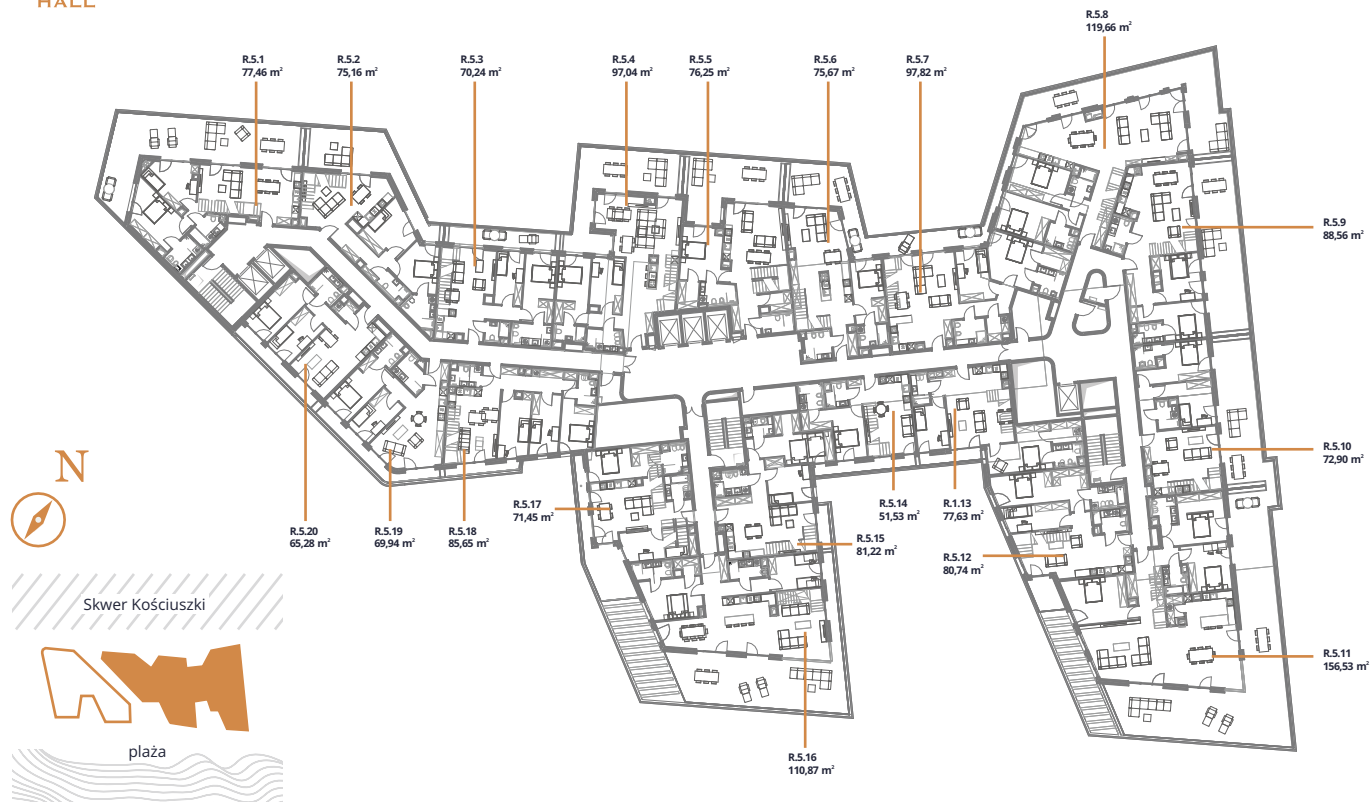 HALL
R.5.8
119,66 m²
R.5.1
77,46 m²
R.5.2
75,16 m²
R.5.3
70,24 m²
R.5.4
97,04 m²
R.5.5
76,25 m²
R.5.6
75,67 m²
R.5.7
97,82 m²
R.5.9
88,56 m²
R.5.10
72,90 m²
N
R.5.20
65,28 m²
R.5.19
69,94 m²
R.5.18
85,65 m²
R.5.17
71,45 m²
R.5.14
51,53 m²
R.1.13
77,63 m²
R.5.15
81,22 m²
R.5.12
80,74 m²
Skwer Kościuszki
R.5.11
156,53 m²
plaża
R.5.16
110,87 m²